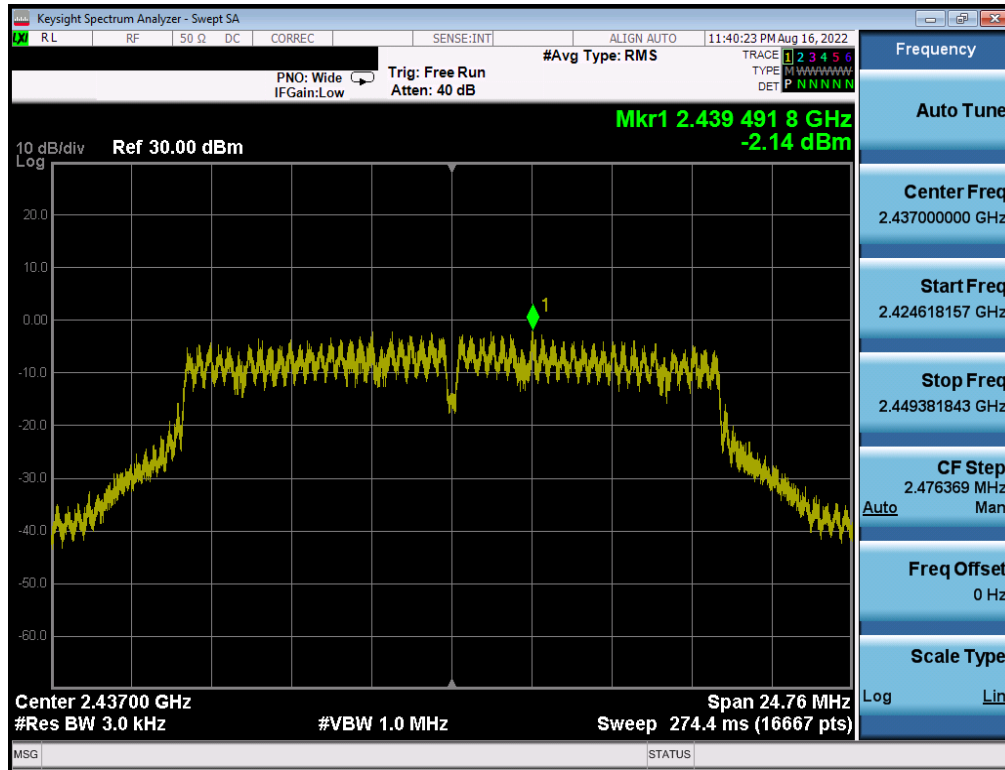 Keysight Spectrum Analyzer - Swept SA
LXI RL RF 50 Ω DC CORREC SENSE:INT ALIGN AUTO 11:40:23 PM Aug 16, 2022
#Avg Type: RMS
TRACE 1 2 3 4 5 6
PNO: Wide Trig: Free Run
TYPE M W W W W W
IFGain:Low Atten: 40 dB
DET P N N N N N
Mkr1 2.439 491 8 GHz
-2.14 dBm
10 dB/div Ref 30.00 dBm
Log
20.0
10.0
0.00
-10.0
-20.0
-30.0
-40.0
-50.0
-60.0
1
Center 2.43700 GHz Span 24.76 MHz
#Res BW 3.0 kHz #VBW 1.0 MHz Sweep 274.4 ms (16667 pts)
MSG STATUS
Frequency
Auto Tune
Center Freq
2.437000000 GHz
Start Freq
2.424618157 GHz
Stop Freq
2.449381843 GHz
CF Step
2.476369 MHz
Auto Man
Freq Offset
0 Hz
Scale Type
Log Lin